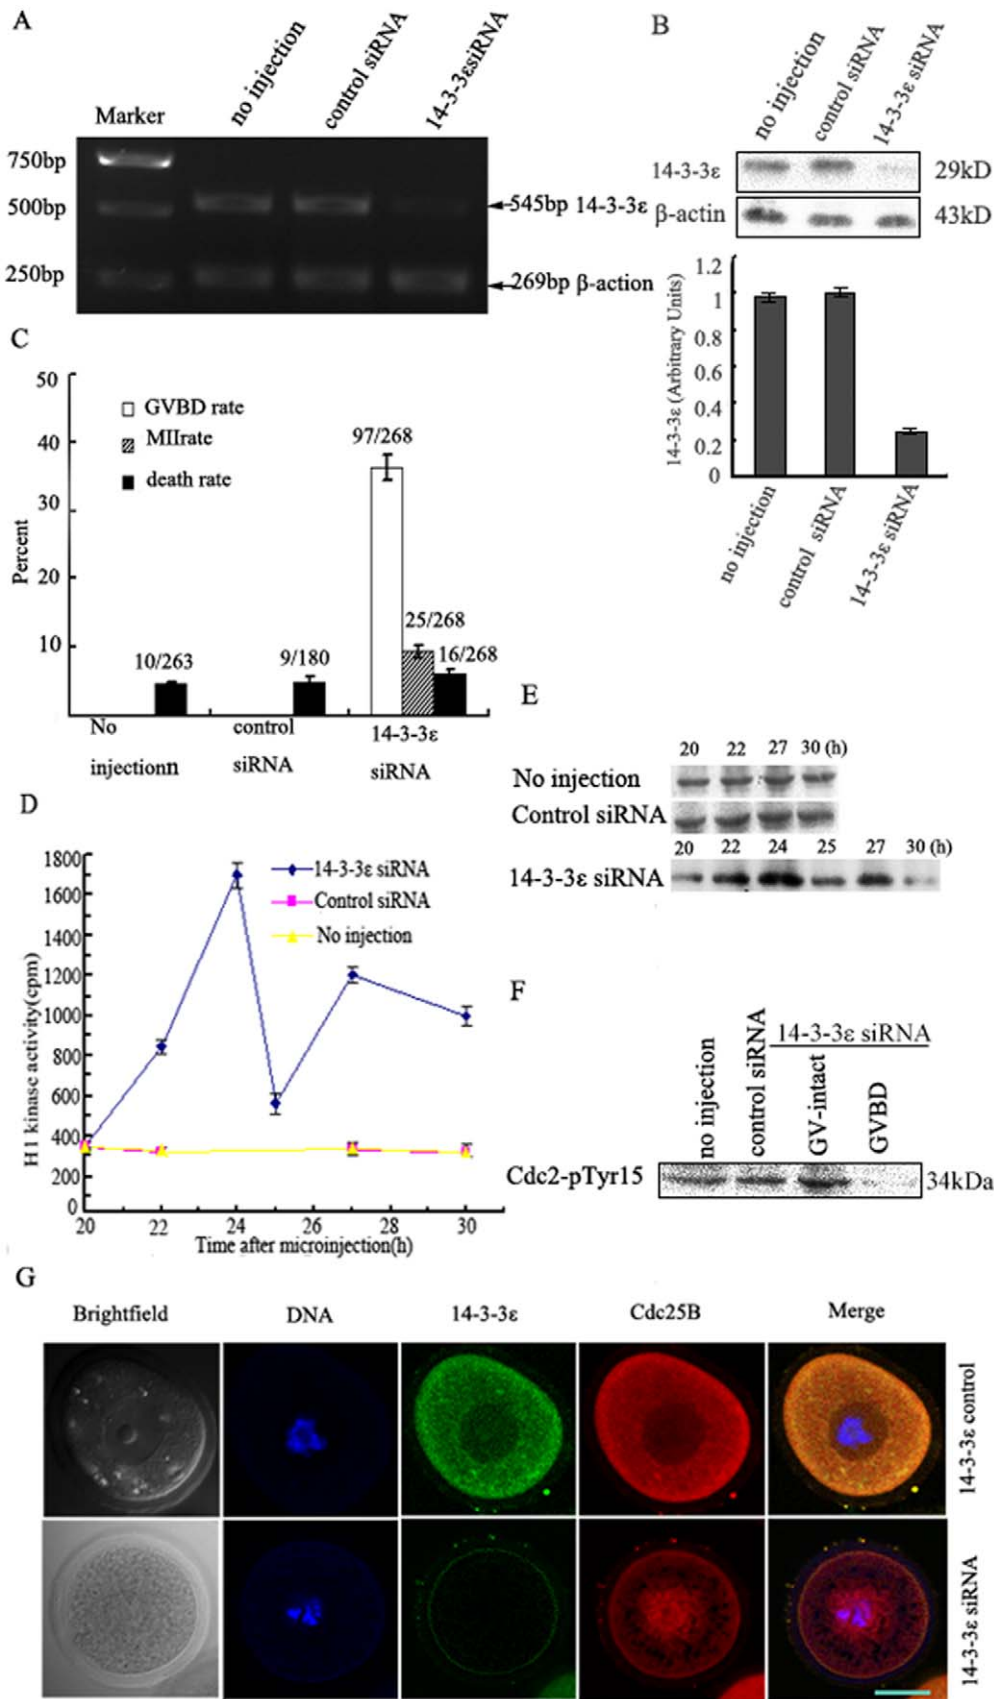 A
no injection
control siRNA
14-3-3εsiRNA
Marker
750bp
500bp
250bp
545bp 14-3-3ε
269bp β-action
B
no injection
control siRNA
14-3-3ε siRNA
14-3-3ε
29kD
β-actin
43kD
14-3-3ε (Arbitrary Units)
1.2
1
0.8
0.6
0.4
0.2
0
no injection
control siRNA
14-3-3ε siRNA
C
Percent
50
40
30
20
10
GVBD rate
MIIrate
death rate
10/263
9/180
97/268
25/268
16/268
No
injectionn
control
siRNA
14-3-3ε
siRNA
D
H1 kinase activity(cpm)
1800
1600
1400
1200
1000
800
600
400
200
0
14-3-3ε siRNA
Control siRNA
No injection
20
22
24
26
28
30
Time after microinjection(h)
E
20 22 27 30 (h)
No injection
Control siRNA
20 22 24 25 27 30 (h)
14-3-3ε siRNA
F
no injection
control siRNA
14-3-3ε siRNA
GV-intact
GVBD
Cdc2-pTyr15
34kDa
G
Brightfield
DNA
14-3-3ε
Cdc25B
Merge
14-3-3ε control
14-3-3ε siRNA